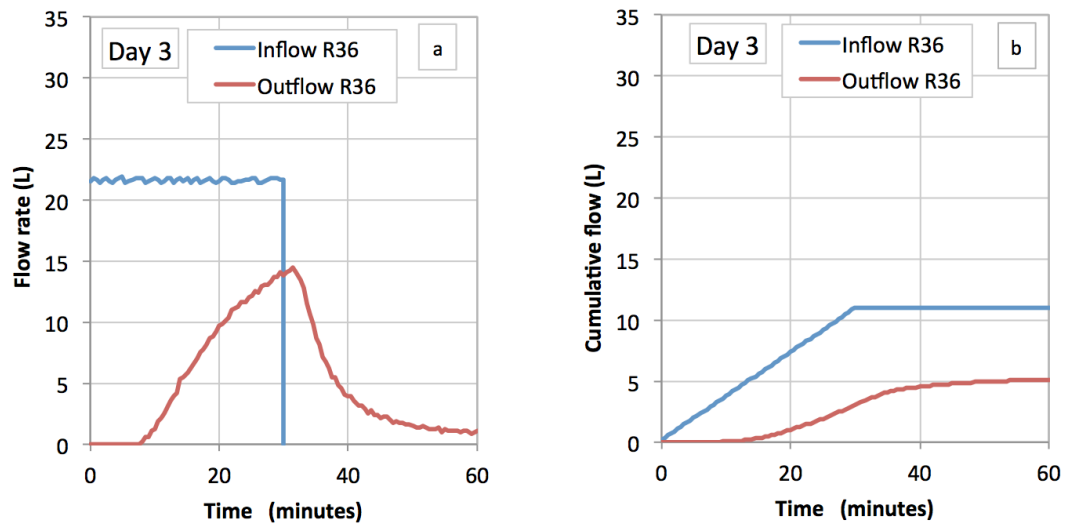 Day 3
Inflow R36
Outflow R36
a
35
30
25
20
15
10
5
0
Flow rate (L)
0 20 40 60
Time (minutes)
Day 3
Inflow R36
Outflow R36
b
35
30
25
20
15
10
5
0
Cumulative flow (L)
0 20 40 60
Time (minutes)